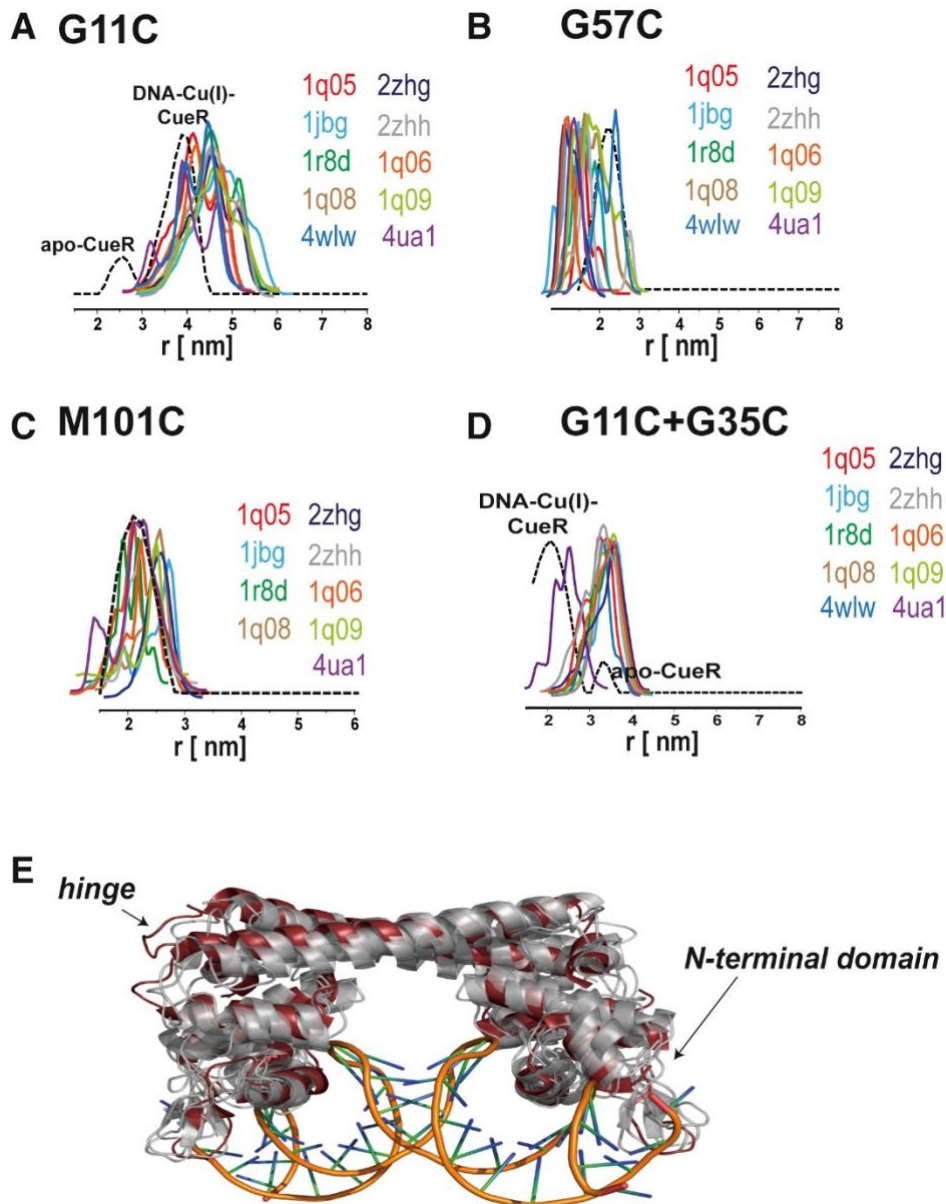 A G11C
DNA-Cu(I)-
CueR
apo-CueR
1q05 2zhg
1jbg 2zhh
1r8d 1q06
1q08 1q09
4wlw 4ua1
2 3 4 5 6 7 8
r [ nm]
B G57C
1q05 2zhg
1jbg 2zhh
1r8d 1q06
1q08 1q09
4wlw 4ua1
2 3 4 5 6 7 8
r [ nm]
C M101C
1q05 2zhg
1jbg 2zhh
1r8d 1q06
1q08 1q09
4ua1
2 3 4 5 6
r [ nm]
D G11C+G35C
DNA-Cu(I)-
CueR
apo-CueR
1q05 2zhg
1jbg 2zhh
1r8d 1q06
1q08 1q09
4wlw 4ua1
2 3 4 5 6 7 8
r [ nm]
E
hinge
N-terminal domain